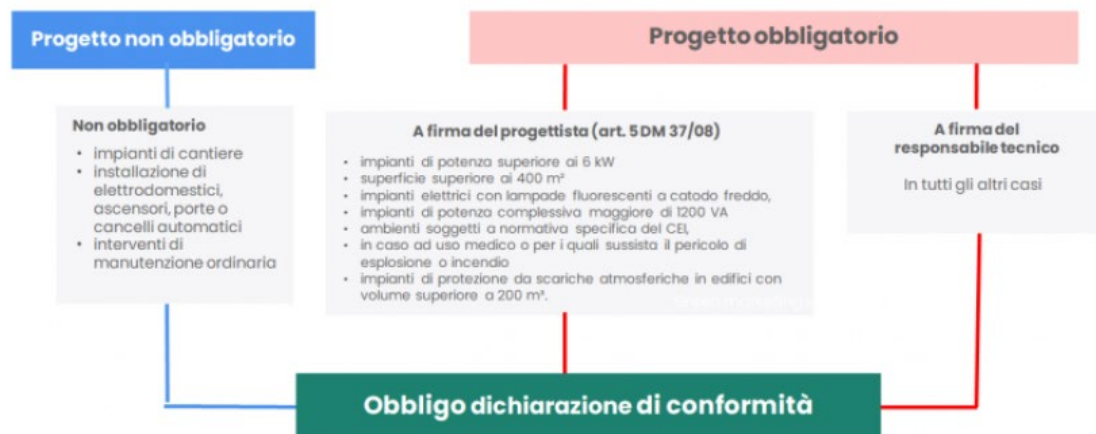 Progetto non obbligatorio
Progetto obbligatorio
Non obbligatorio
• impianti di cantiere
• installazione di
elettrodomestici,
ascensori, porte o
cancelli automatici
• interventi di
manutenzione ordinaria
A firma del progettista (art. 5 DM 37/08)
• impianti di potenza superiore ai 6 kW
• superficie superiore ai 400 m²
• impianti elettrici con lampade fluorescenti a catodo freddo,
• impianti di potenza complessiva maggiore di 1200 VA
• ambienti soggetti a normativa specifica del CEI,
• in caso ad uso medico o per i quali sussista il pericolo di
esplosione o incendio
• impianti di protezione da scariche atmosferiche in edifici con
volume superiore a 200 m³.
A firma del
responsabile tecnico
In tutti gli altri casi
Obbligo dichiarazione di conformità